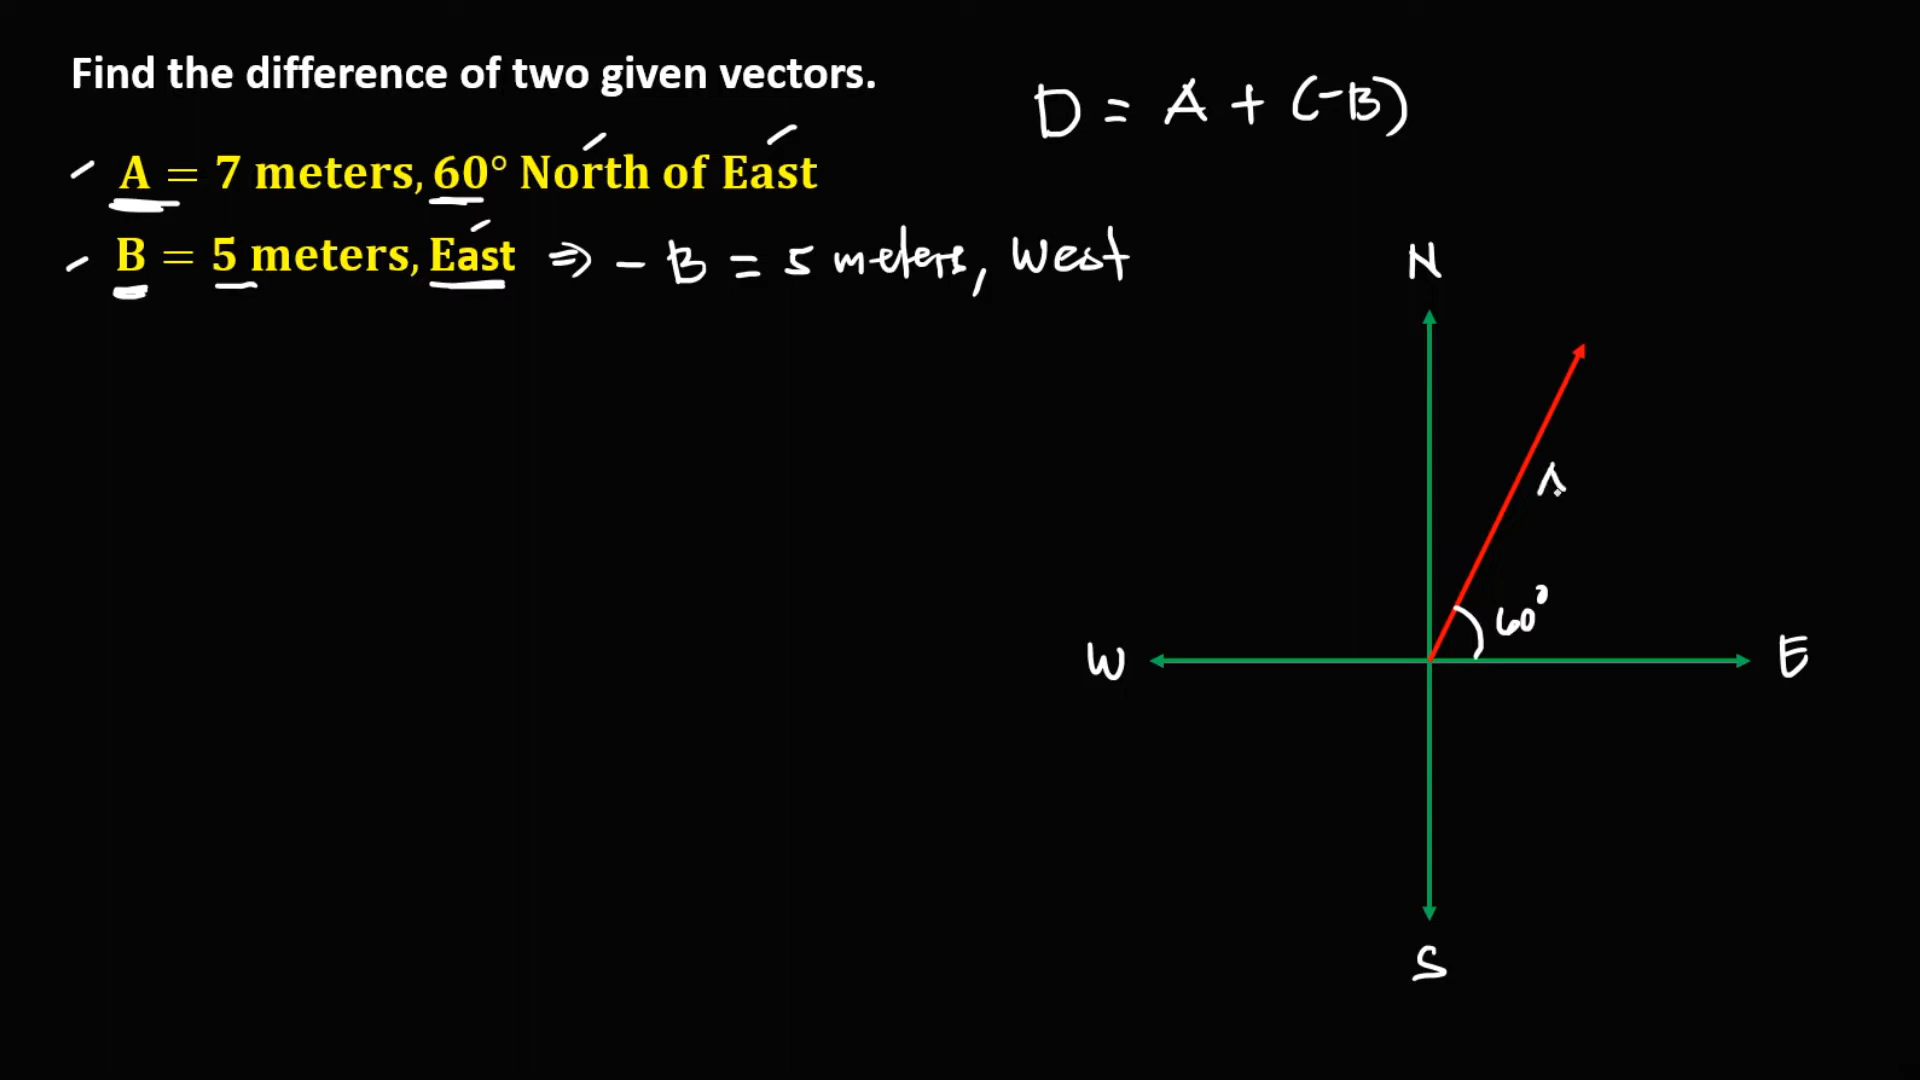 Find the difference of two given vectors.
D = A + (-B)
A = 7 meters, 60° North of East
B = 5 meters, East ⇒ - B = 5 meters, West
N
60°
W
E
S